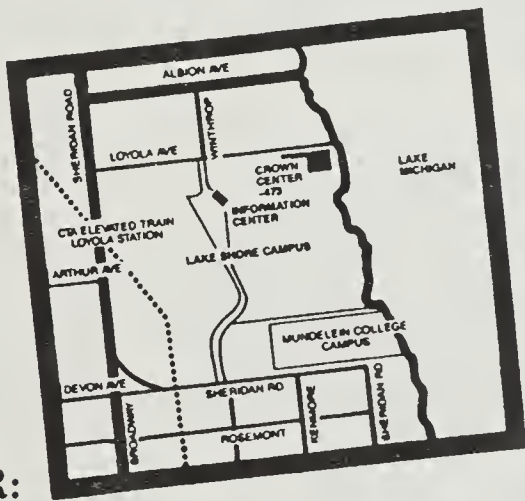 ALBION AVE
SHERIDAN ROAD
WINTHROP
LOYOLA AVE
CROWN
CENTER
-473
LAKE
MICHIGAN
INFORMATION
CENTER
CTA ELEVATED TRAIN
LOYOLA STATION
LAKE SHORE CAMPUS
ARTHUR AVE
MUNDELEIN COLLEGE
CAMPUS
DEVON AVE
SHERIDAN RD
BROADWAY
KENMORE
SHERIDAN RD
ROSEMONT